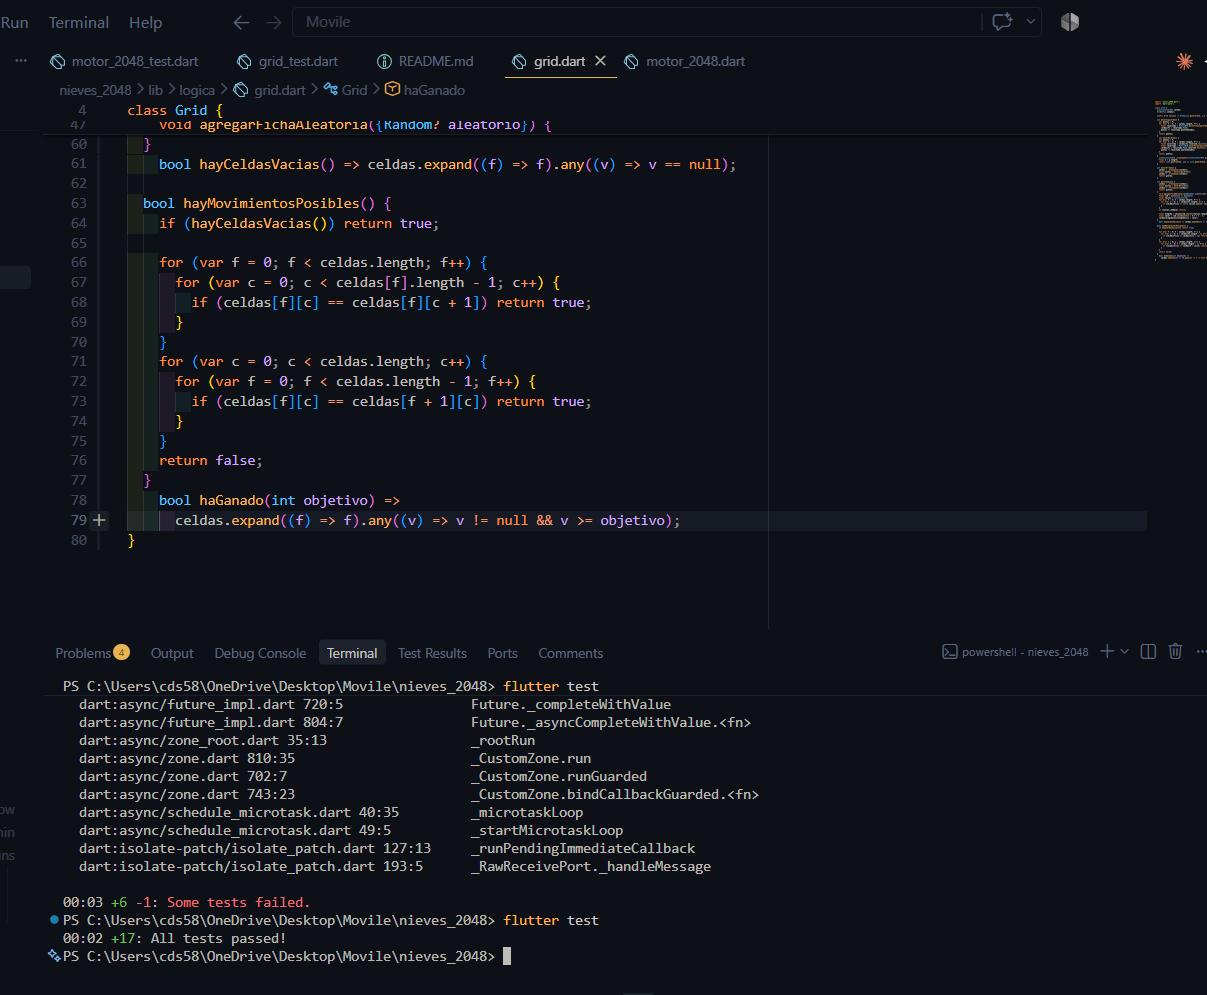 Run Terminal Help Movile
motor_2048_test.dart grid_test.dart README.md grid.dart motor_2048.dart
nieves_2048 > lib > logica > grid.dart > Grid > haGanado
4 class Grid {
47 void agregarFichaAleatoria({Random? aleatorio}) {
60 }
61 bool hayCeldasVacias() => celdas.expand((f) => f).any((v) => v == null);
62
63 bool hayMovimientosPosibles() {
64 if (hayCeldasVacias()) return true;
65
66 for (var f = 0; f < celdas.length; f++) {
67 for (var c = 0; c < celdas[f].length - 1; c++) {
68 if (celdas[f][c] == celdas[f][c + 1]) return true;
69 }
70 }
71 for (var c = 0; c < celdas.length; c++) {
72 for (var f = 0; f < celdas.length - 1; f++) {
73 if (celdas[f][c] == celdas[f + 1][c]) return true;
74 }
75 }
76 return false;
77 }
78 bool haGanado(int objetivo) =>
79 celdas.expand((f) => f).any((v) => v != null && v >= objetivo);
80 }
Problems 4 Output Debug Console Terminal Test Results Ports Comments powershell - nieves_2048
PS C:\Users\cds58\OneDrive\Desktop\Movile\nieves_2048> flutter test
dart:async/future_impl.dart 720:5 Future._completeWithValue
dart:async/future_impl.dart 804:7 Future._asyncCompleteWithValue.<fn>
dart:async/zone_root.dart 35:13 _rootRun
dart:async/zone.dart 810:35 _CustomZone.run
dart:async/zone.dart 702:7 _CustomZone.runGuarded
dart:async/zone.dart 743:23 _CustomZone.bindCallbackGuarded.<fn>
dart:async/schedule_microtask.dart 40:35 _microtaskLoop
dart:async/schedule_microtask.dart 49:5 _startMicrotaskLoop
dart:isolate-patch/isolate_patch.dart 127:13 _runPendingImmediateCallback
dart:isolate-patch/isolate_patch.dart 193:5 _RawReceivePort._handleMessage
00:03 +6 -1: Some tests failed.
PS C:\Users\cds58\OneDrive\Desktop\Movile\nieves_2048> flutter test
00:02 +17: All tests passed!
PS C:\Users\cds58\OneDrive\Desktop\Movile\nieves_2048>